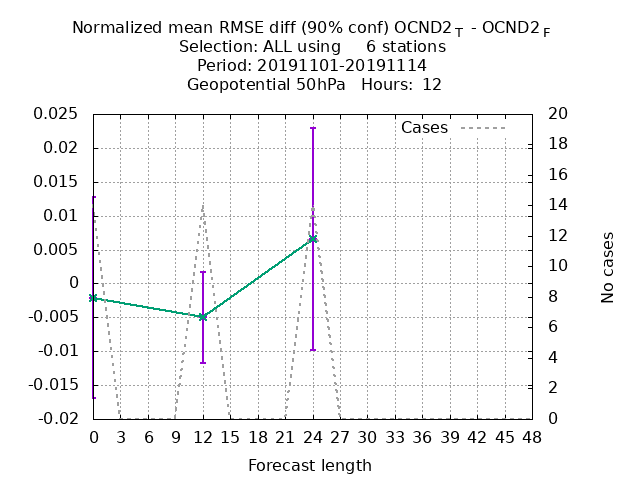 Normalized mean RMSE diff (90% conf) OCND2 T - OCND2 F
Selection: ALL using     6 stations
Period: 20191101-20191114
Geopotential 50hPa   Hours:  12
Cases
0.025
0.02
0.015
0.01
0.005
0
-0.005
-0.01
-0.015
-0.02
20
18
16
14
12
10
8
6
4
2
0
No cases
0 3 6 9 12 15 18 21 24 27 30 33 36 39 42 45 48
Forecast length